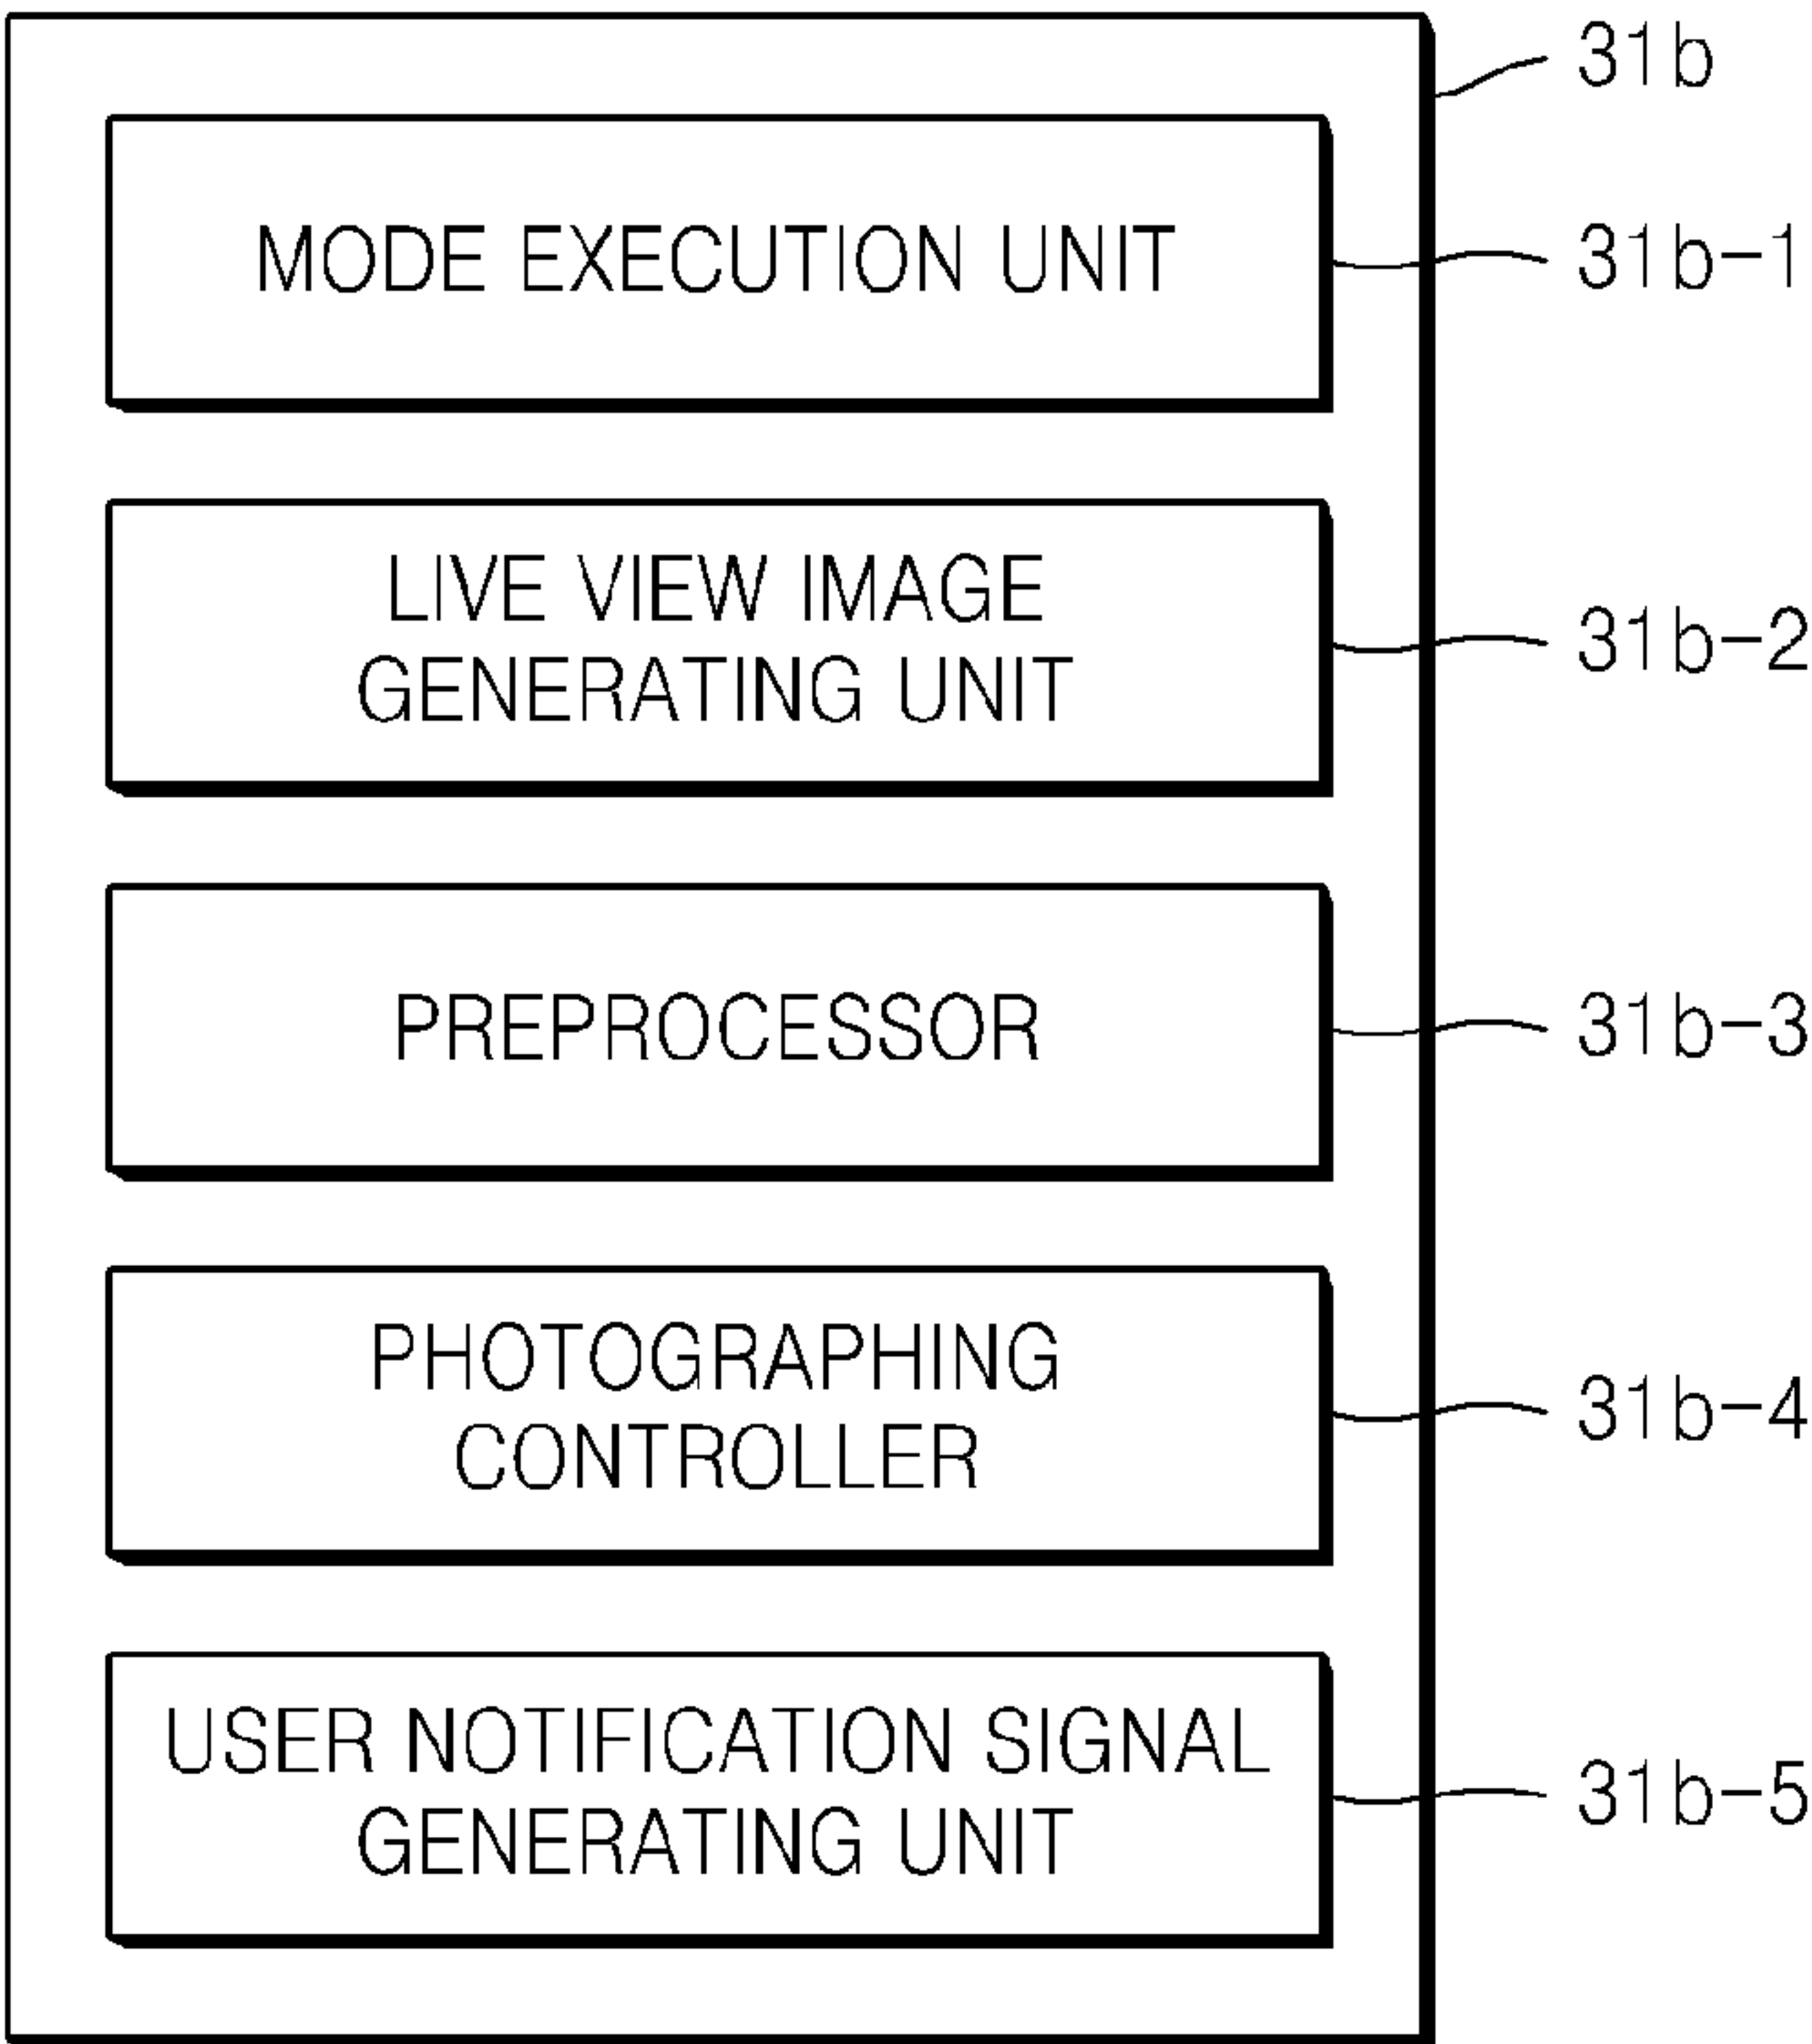 31b
MODE EXECUTION UNIT
31b-1
LIVE VIEW IMAGE
GENERATING UNIT
31b-2
PREPROCESSOR
31b-3
PHOTOGRAPHING
CONTROLLER
31b-4
USER NOTIFICATION SIGNAL
GENERATING UNIT
31b-5